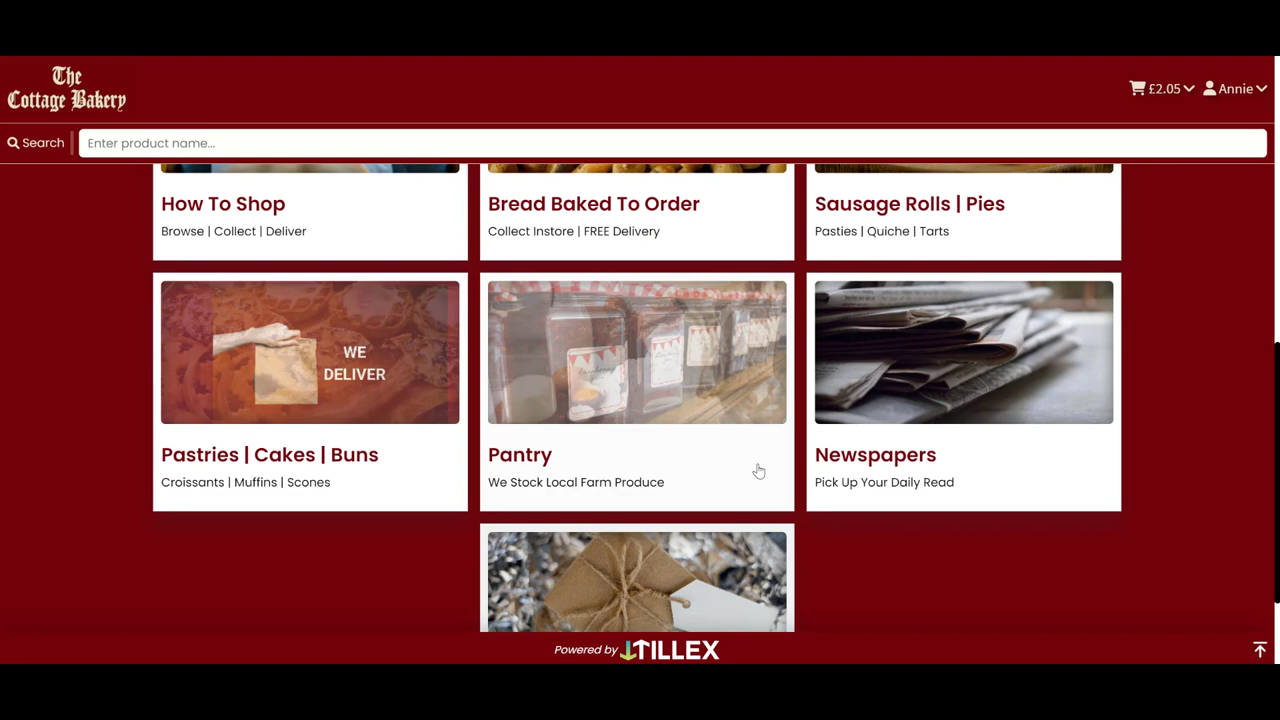 The
Cottage Bakery
£2.05
Annie
Search
Enter product name...
How To Shop
Browse | Collect | Deliver
Bread Baked To Order
Collect Instore | FREE Delivery
Sausage Rolls | Pies
Pasties | Quiche | Tarts
WE
DELIVER
Pastries | Cakes | Buns
Croissants | Muffins | Scones
Pantry
We Stock Local Farm Produce
Newspapers
Pick Up Your Daily Read
Powered by TILLEX